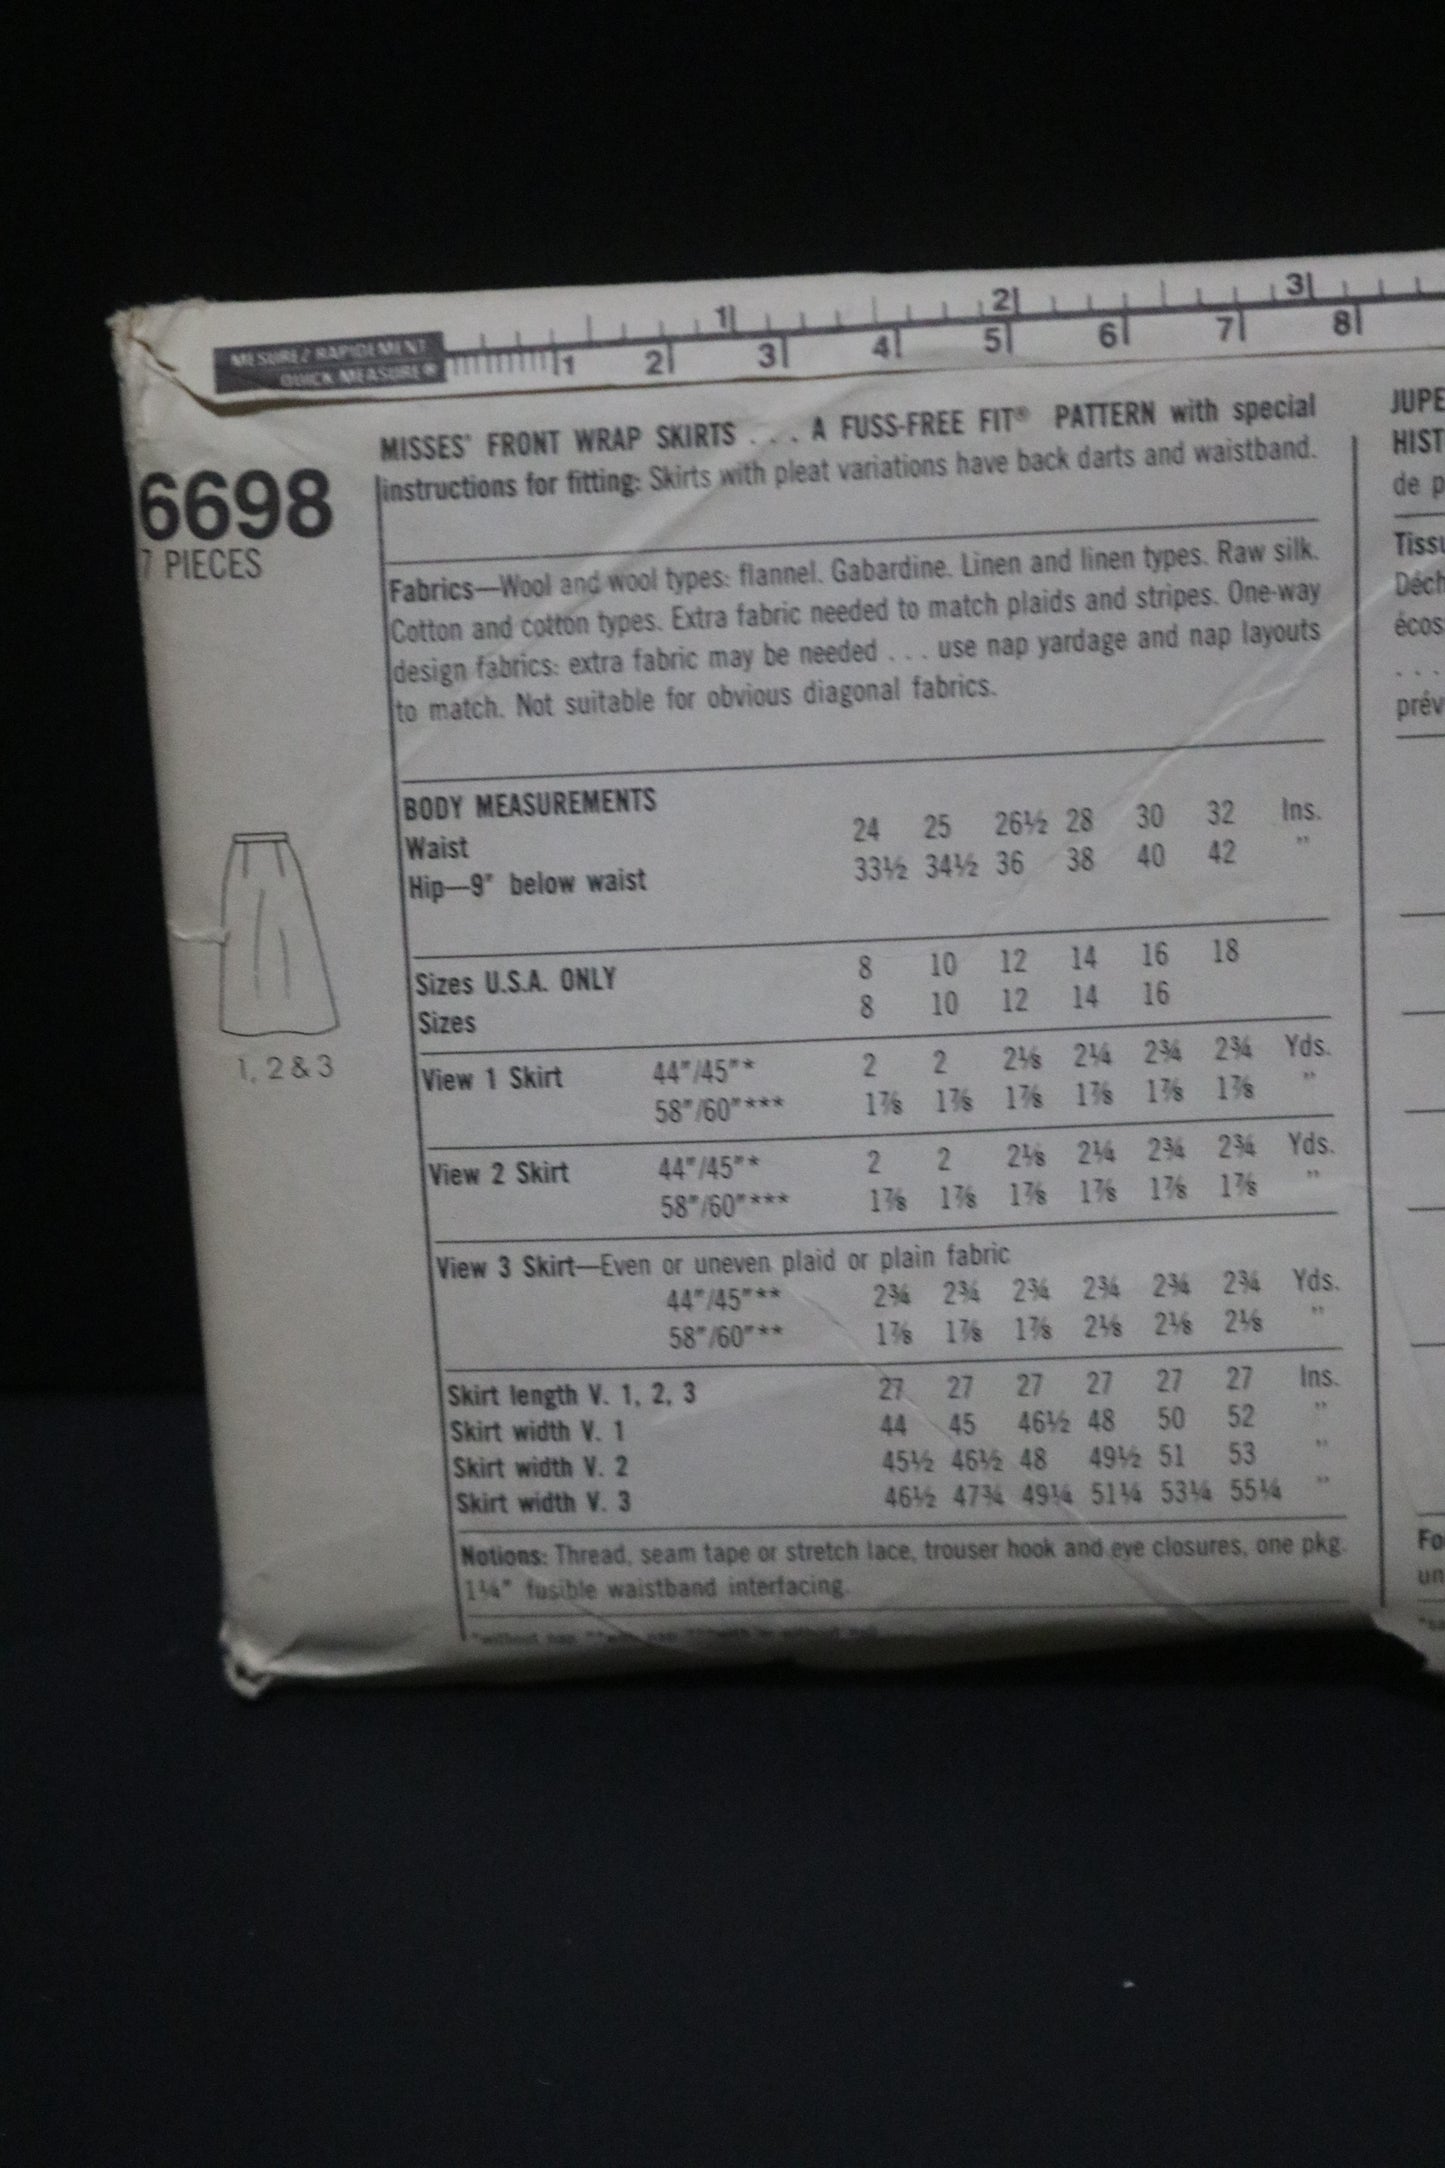 MESUREZ RAPIDEMENT
QUICK MEASURE®
1 2 3
1 2 3 4 5 6 7 8
6698
7 PIECES
MISSES' FRONT WRAP SKIRTS . . . A FUSS-FREE FIT® PATTERN with special
instructions for fitting: Skirts with pleat variations have back darts and waistband.
Fabrics—Wool and wool types: flannel. Gabardine. Linen and linen types. Raw silk.
Cotton and cotton types. Extra fabric needed to match plaids and stripes. One-way
design fabrics: extra fabric may be needed . . . use nap yardage and nap layouts
to match. Not suitable for obvious diagonal fabrics.
BODY MEASUREMENTS
Waist 24 25 26½ 28 30 32 Ins.
Hip—9" below waist 33½ 34½ 36 38 40 42 "
Sizes U.S.A. ONLY 8 10 12 14 16 18
Sizes 8 10 12 14 16
1, 2 & 3
View 1 Skirt 44"/45"* 2 2 2⅛ 2¼ 2¾ 2¾ Yds.
58"/60"*** 1⅞ 1⅞ 1⅞ 1⅞ 1⅞ 1⅞ "
View 2 Skirt 44"/45"* 2 2 2⅛ 2¼ 2¾ 2¾ Yds.
58"/60"*** 1⅞ 1⅞ 1⅞ 1⅞ 1⅞ 1⅞ "
View 3 Skirt—Even or uneven plaid or plain fabric
44"/45"** 2¾ 2¾ 2¾ 2¾ 2¾ 2¾ Yds.
58"/60"** 1⅞ 1⅞ 1⅞ 2⅛ 2⅛ 2⅛ "
Skirt length V. 1, 2, 3 27 27 27 27 27 27 Ins.
Skirt width V. 1 44 45 46½ 48 50 52 "
Skirt width V. 2 45½ 46½ 48 49½ 51 53 "
Skirt width V. 3 46½ 47¾ 49¼ 51¼ 53¼ 55¼ "
Notions: Thread, seam tape or stretch lace, trouser hook and eye closures, one pkg.
1¼" fusible waistband interfacing.
*without nap **with nap ***with or without nap
JUPE
HIST
de p
Tissu
Déch
écos
. . .
prév
Fo
un